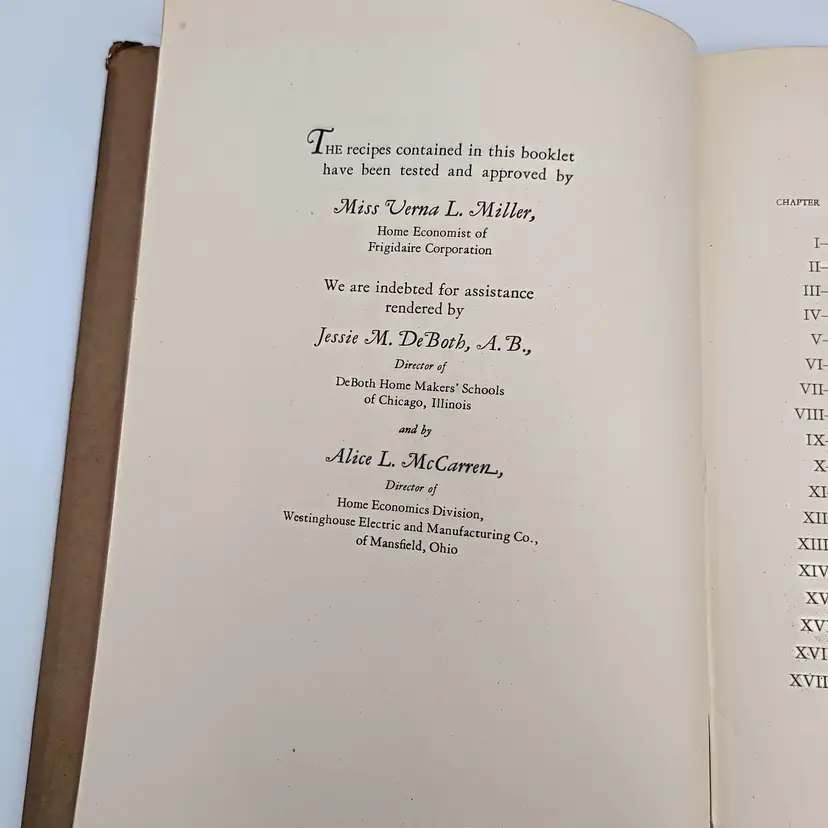 THE recipes contained in this booklet
have been tested and approved by
Miss Verna L. Miller,
Home Economist of
Frigidaire Corporation
We are indebted for assistance
rendered by
Jessie M. DeBoth, A.B.,
Director of
DeBoth Home Makers' Schools
of Chicago, Illinois
and by
Alice L. McCarren,
Director of
Home Economics Division,
Westinghouse Electric and Manufacturing Co.,
of Mansfield, Ohio
CHAPTER
I—
II—
III—
IV—
V—
VI—
VII—
VIII—
IX-
X-
XI-
XII
XIII
XIV
XV
XVI
XVI
XVII